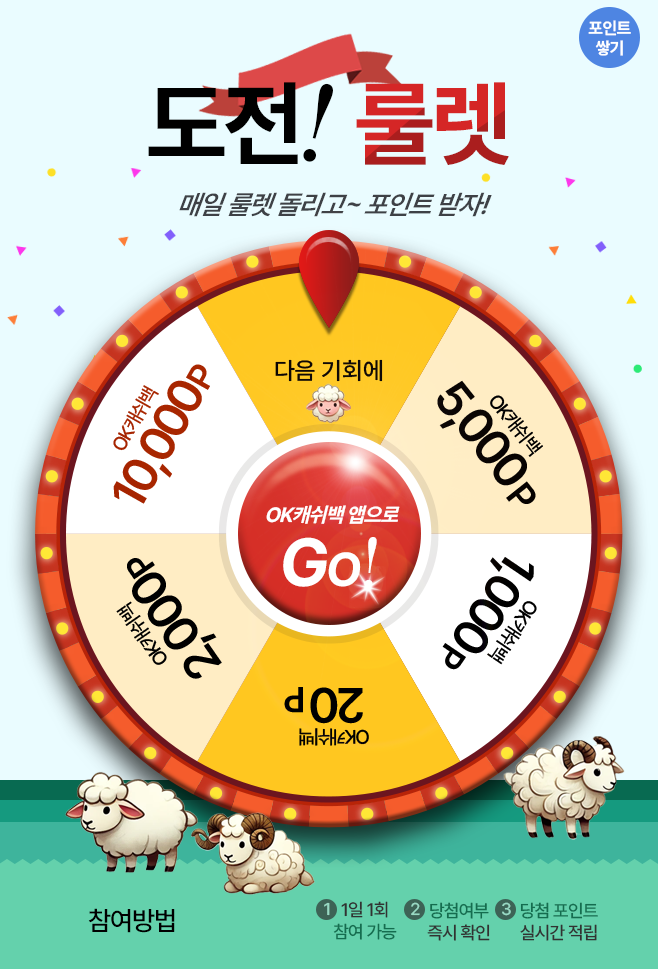 포인트
쌓기
도전! 룰렛
매일 룰렛 돌리고~ 포인트 받자!
다음 기회에
OK캐쉬백
10,000P
OK캐쉬백
5,000P
OK캐쉬백 앱으로
Go!
OK캐쉬백
2,000P
OK캐쉬백
1,000P
OK캐쉬백
20P
참여방법
1 1일 1회
참여 가능
2 당첨여부
즉시 확인
3 당첨 포인트
실시간 적립